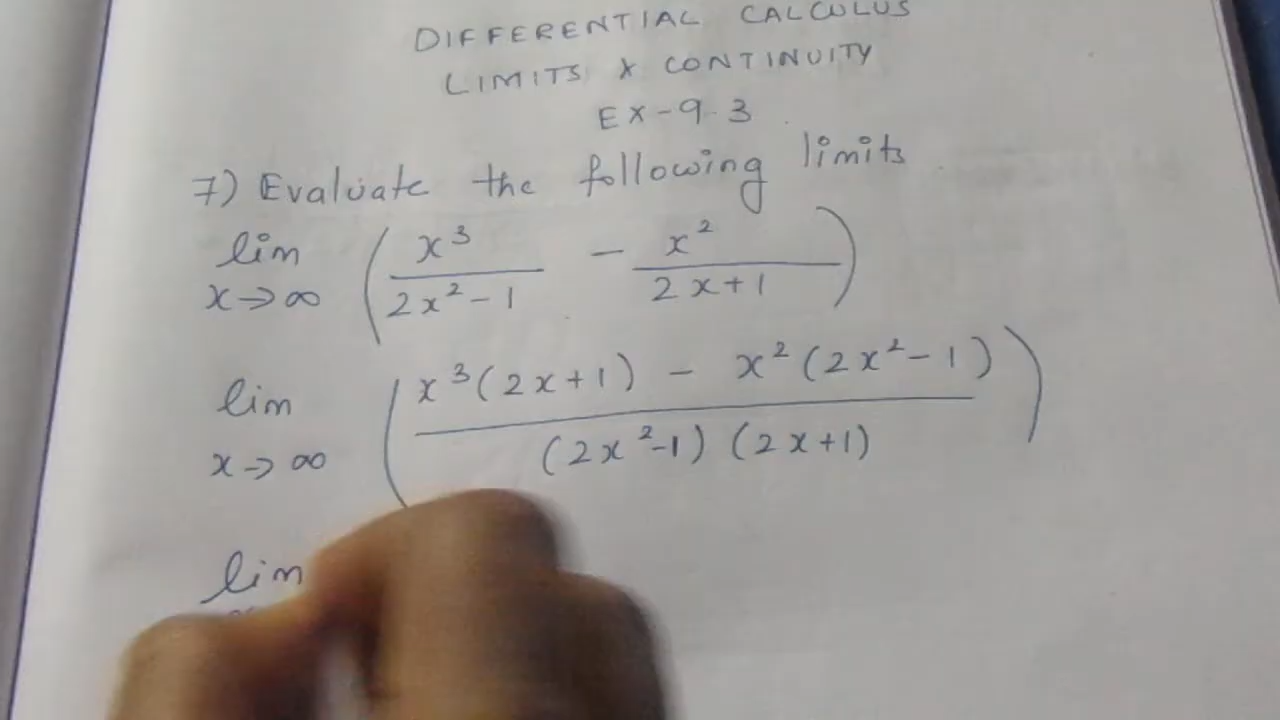 DIFFERENTIAL CALCULUS
LIMITS & CONTINUITY
EX-9.3
7) Evaluate the following limits
lim x→∞ ( x³/(2x²-1) - x²/(2x+1) )
lim x→∞ ( (x³(2x+1) - x²(2x²-1)) / ((2x²-1)(2x+1)) )
lim